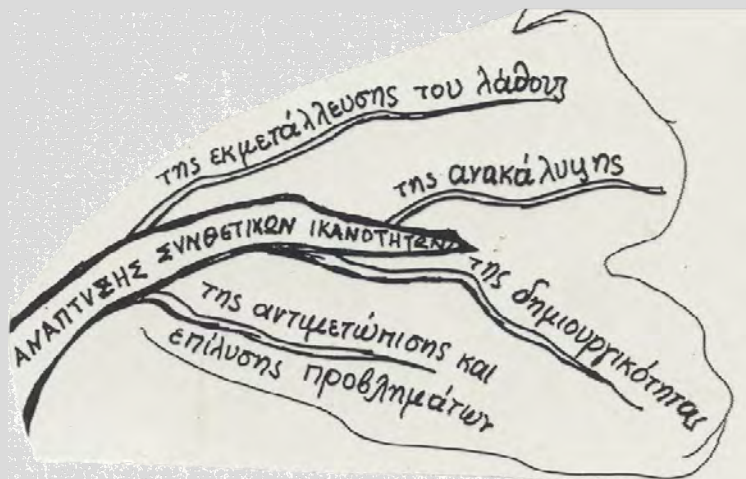 της εκμετάλλευσης του λάθους
της ανακάλυψης
ΑΝΑΠΤΥΞΗΣ ΣΥΝΘΕΤΙΚΩΝ ΙΚΑΝΟΤΗΤΩΝ
της δημιουργικότητας
της αντιμετώπισης και
επίλυσης προβλημάτων